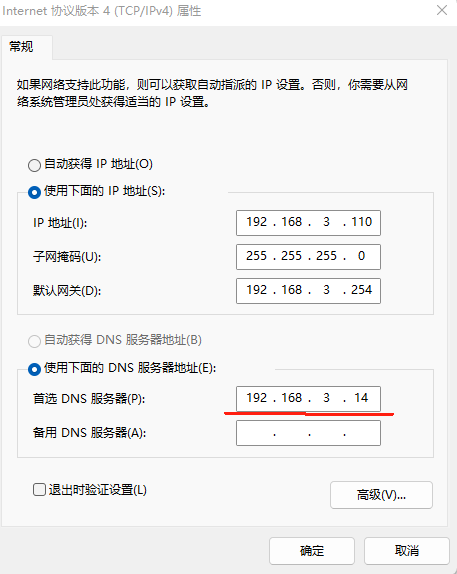 Internet 协议版本 4 (TCP/IPv4) 属性
常规
如果网络支持此功能，则可以获取自动指派的 IP 设置。否则，你需要从网
络系统管理员处获得适当的 IP 设置。
自动获得 IP 地址(O)
使用下面的 IP 地址(S):
IP 地址(I): 192 . 168 . 3 . 110
子网掩码(U): 255 . 255 . 255 . 0
默认网关(D): 192 . 168 . 3 . 254
自动获得 DNS 服务器地址(B)
使用下面的 DNS 服务器地址(E):
首选 DNS 服务器(P): 192 . 168 . 3 . 14
备用 DNS 服务器(A): . . .
退出时验证设置(L)
高级(V)...
确定 取消